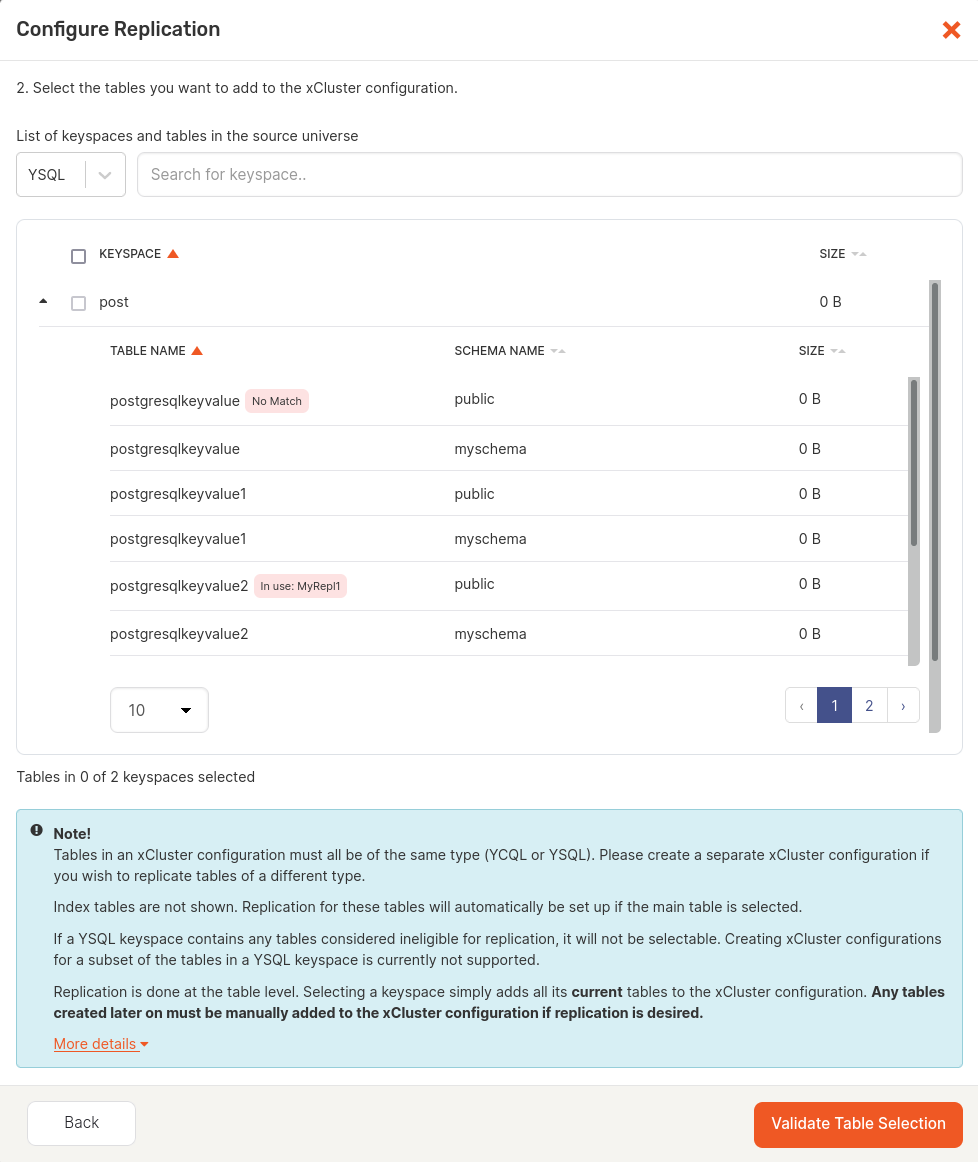 Configure Replication
2. Select the tables you want to add to the xCluster configuration.
List of keyspaces and tables in the source universe
YSQL
Search for keyspace..
KEYSPACE SIZE
post 0 B
TABLE NAME SCHEMA NAME SIZE
postgresqlkeyvalue No Match public 0 B
postgresqlkeyvalue myschema 0 B
postgresqlkeyvalue1 public 0 B
postgresqlkeyvalue1 myschema 0 B
postgresqlkeyvalue2 In use: MyRepl1 public 0 B
postgresqlkeyvalue2 myschema 0 B
10 ‹ 1 2 ›
Tables in 0 of 2 keyspaces selected
Note!
Tables in an xCluster configuration must all be of the same type (YCQL or YSQL). Please create a separate xCluster configuration if
you wish to replicate tables of a different type.
Index tables are not shown. Replication for these tables will automatically be set up if the main table is selected.
If a YSQL keyspace contains any tables considered ineligible for replication, it will not be selectable. Creating xCluster configurations
for a subset of the tables in a YSQL keyspace is currently not supported.
Replication is done at the table level. Selecting a keyspace simply adds all its current tables to the xCluster configuration. Any tables
created later on must be manually added to the xCluster configuration if replication is desired.
More details
Back
Validate Table Selection